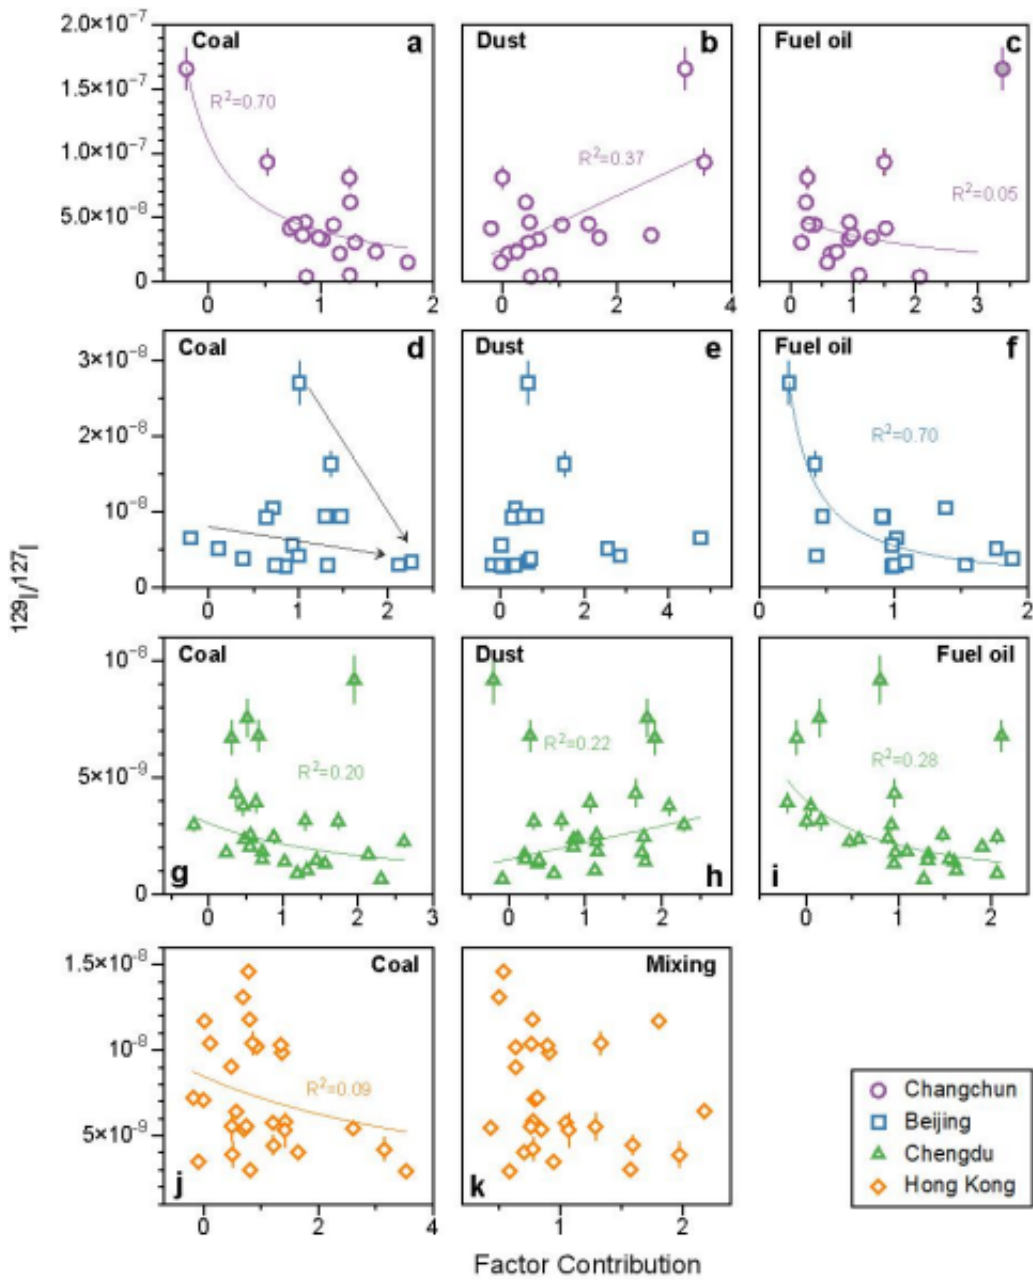 2.0×10⁻⁷
1.5×10⁻⁷
1.0×10⁻⁷
5.0×10⁻⁸
0
Coal a
R²=0.70
0 1 2
Dust b
R²=0.37
0 2 4
Fuel oil c
R²=0.05
0 1 2 3 4
3×10⁻⁸
2×10⁻⁸
10⁻⁸
0
Coal d
0 1 2
Dust e
0 1 2 3 4 5
Fuel oil f
R²=0.70
0 1 2
¹²⁹I/¹²⁷I
10⁻⁸
5×10⁻⁹
0
Coal
R²=0.20
g
0 1 2 3
Dust
R²=0.22
h
0 1 2
Fuel oil
R²=0.28
i
0 1 2
1.5×10⁻⁸
10⁻⁸
5×10⁻⁹
Coal
R²=0.09
j
0 2 4
Mixing
k
1 2
Changchun
Beijing
Chengdu
Hong Kong
Factor Contribution